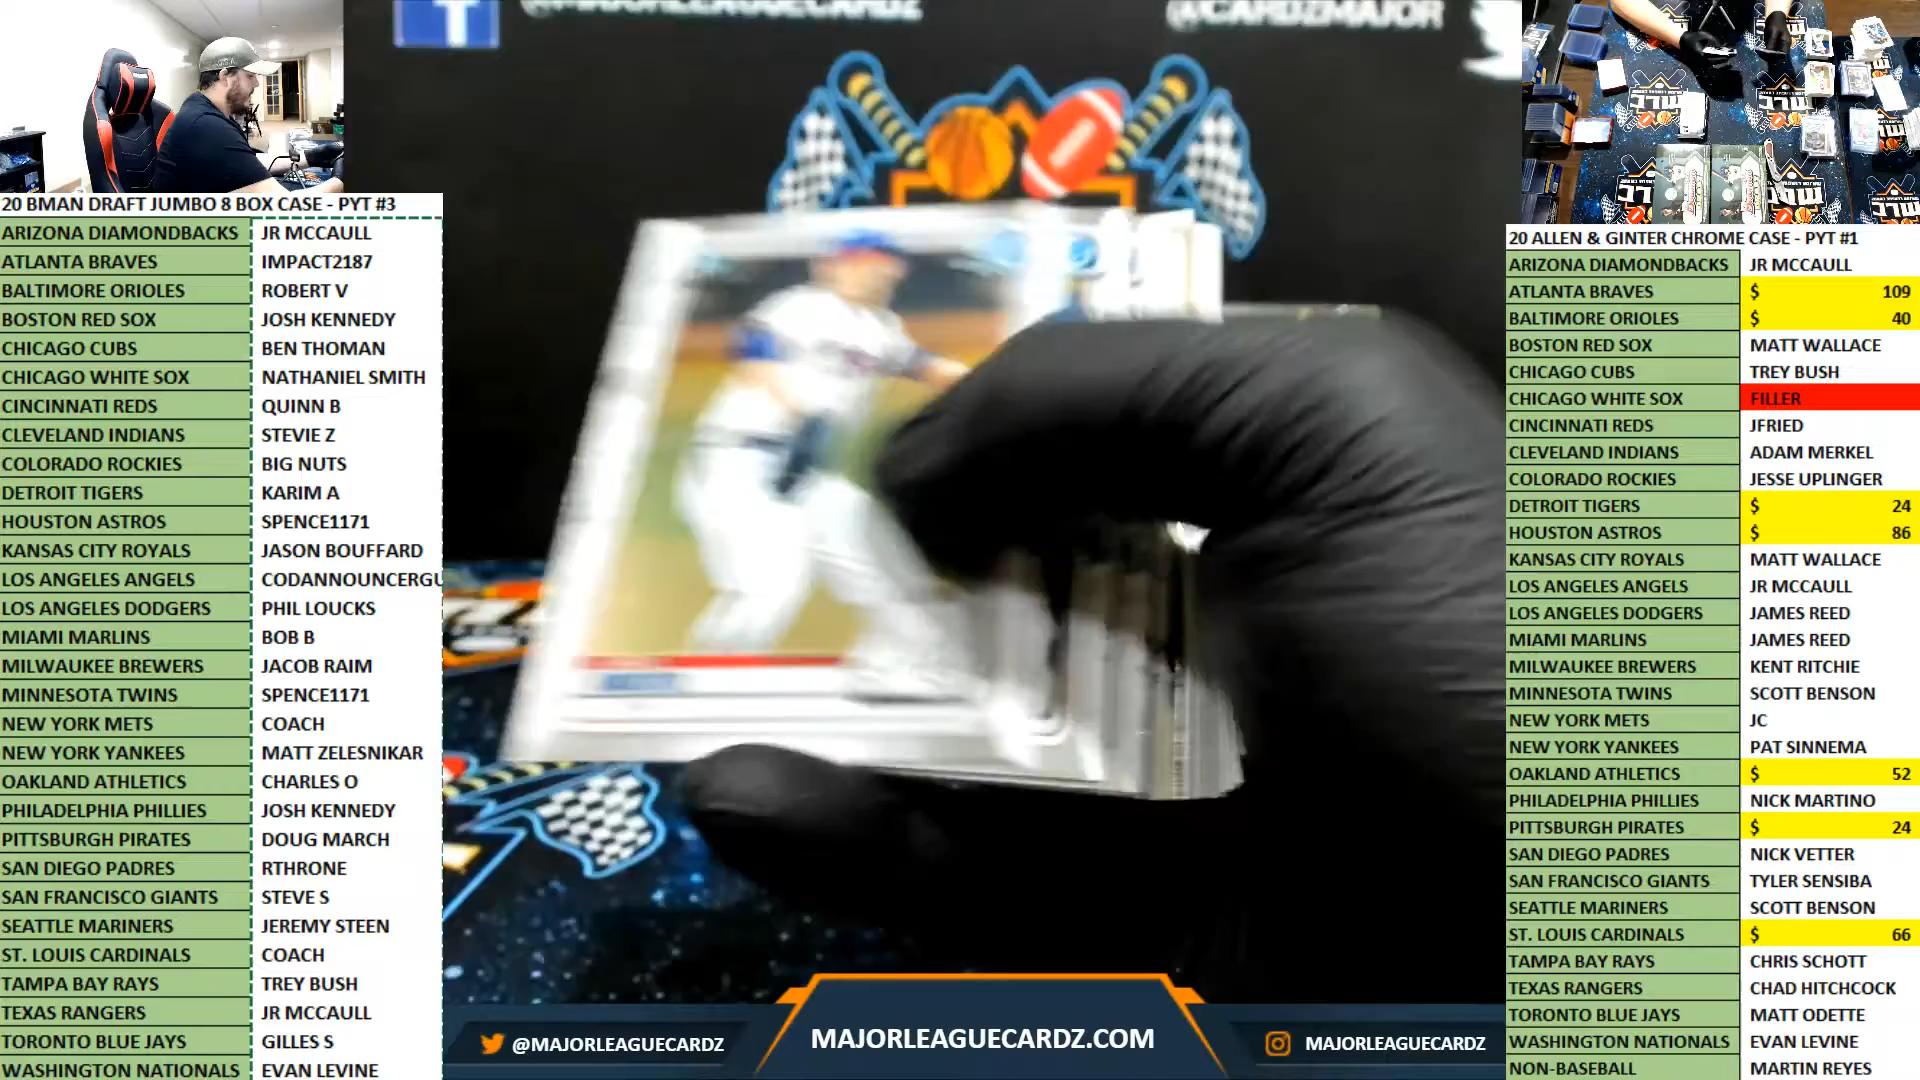 @MAJORLEAGUECARDZ
@CARDZMAJOR
20 BMAN DRAFT JUMBO 8 BOX CASE - PYT #3
ARIZONA DIAMONDBACKS JR MCCAULL
ATLANTA BRAVES IMPACT2187
BALTIMORE ORIOLES ROBERT V
BOSTON RED SOX JOSH KENNEDY
CHICAGO CUBS BEN THOMAN
CHICAGO WHITE SOX NATHANIEL SMITH
CINCINNATI REDS QUINN B
CLEVELAND INDIANS STEVIE Z
COLORADO ROCKIES BIG NUTS
DETROIT TIGERS KARIM A
HOUSTON ASTROS SPENCE1171
KANSAS CITY ROYALS JASON BOUFFARD
LOS ANGELES ANGELS CODANNOUNCERGU
LOS ANGELES DODGERS PHIL LOUCKS
MIAMI MARLINS BOB B
MILWAUKEE BREWERS JACOB RAIM
MINNESOTA TWINS SPENCE1171
NEW YORK METS COACH
NEW YORK YANKEES MATT ZELESNIKAR
OAKLAND ATHLETICS CHARLES O
PHILADELPHIA PHILLIES JOSH KENNEDY
PITTSBURGH PIRATES DOUG MARCH
SAN DIEGO PADRES RTHRONE
SAN FRANCISCO GIANTS STEVE S
SEATTLE MARINERS JEREMY STEEN
ST. LOUIS CARDINALS COACH
TAMPA BAY RAYS TREY BUSH
TEXAS RANGERS JR MCCAULL
TORONTO BLUE JAYS GILLES S
WASHINGTON NATIONALS EVAN LEVINE
20 ALLEN & GINTER CHROME CASE - PYT #1
ARIZONA DIAMONDBACKS JR MCCAULL
ATLANTA BRAVES $ 109
BALTIMORE ORIOLES $ 40
BOSTON RED SOX MATT WALLACE
CHICAGO CUBS TREY BUSH
CHICAGO WHITE SOX FILLER
CINCINNATI REDS JFRIED
CLEVELAND INDIANS ADAM MERKEL
COLORADO ROCKIES JESSE UPLINGER
DETROIT TIGERS $ 24
HOUSTON ASTROS $ 86
KANSAS CITY ROYALS MATT WALLACE
LOS ANGELES ANGELS JR MCCAULL
LOS ANGELES DODGERS JAMES REED
MIAMI MARLINS JAMES REED
MILWAUKEE BREWERS KENT RITCHIE
MINNESOTA TWINS SCOTT BENSON
NEW YORK METS JC
NEW YORK YANKEES PAT SINNEMA
OAKLAND ATHLETICS $ 52
PHILADELPHIA PHILLIES NICK MARTINO
PITTSBURGH PIRATES $ 24
SAN DIEGO PADRES NICK VETTER
SAN FRANCISCO GIANTS TYLER SENSIBA
SEATTLE MARINERS SCOTT BENSON
ST. LOUIS CARDINALS $ 66
TAMPA BAY RAYS CHRIS SCHOTT
TEXAS RANGERS CHAD HITCHCOCK
TORONTO BLUE JAYS MATT ODETTE
WASHINGTON NATIONALS EVAN LEVINE
NON-BASEBALL MARTIN REYES
@MAJORLEAGUECARDZ
MAJORLEAGUECARDZ.COM
MAJORLEAGUECARDZ